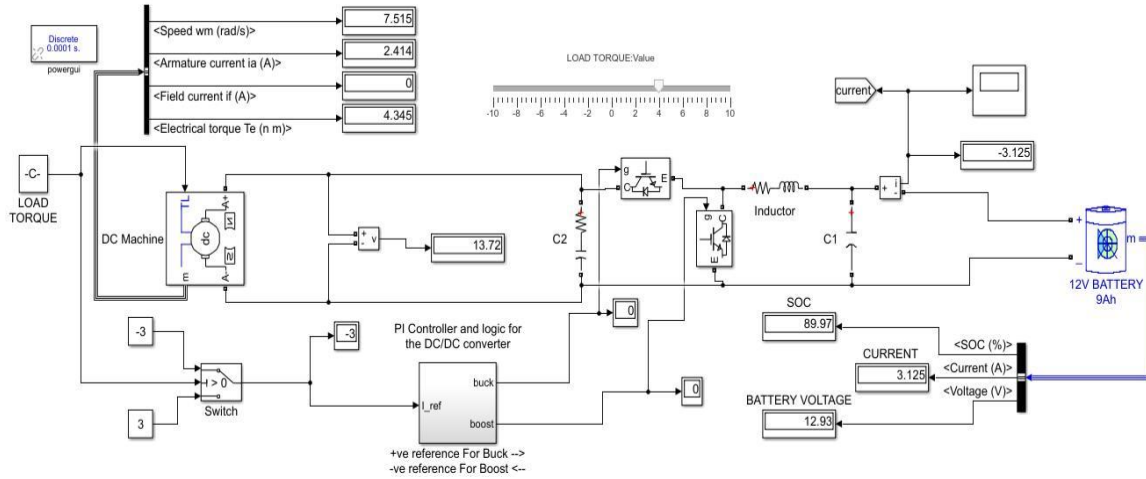 Discrete
0.0001 s.
powergui
<Speed wm (rad/s)>
7.515
<Armature current ia (A)>
2.414
<Field current if (A)>
0
<Electrical torque Te (n m)>
4.345
LOAD TORQUE:Value
-10 -8 -6 -4 -2 0 2 4 6 8 10
current
-3.125
-C-
LOAD
TORQUE
TL
A+
dc
m
A-
DC Machine
+
-
v
13.72
C2
g
C
E
g
C
E
Inductor
C1
+
-
i
+
_
m
12V BATTERY
9Ah
-3
> 0
3
Switch
-3
PI Controller and logic for
the DC/DC converter
I_ref
buck
boost
0
0
+ve reference For Buck -->
-ve reference For Boost <--
SOC
89.97
<SOC (%)>
CURRENT
3.125
<Current (A)>
BATTERY VOLTAGE
12.93
<Voltage (V)>